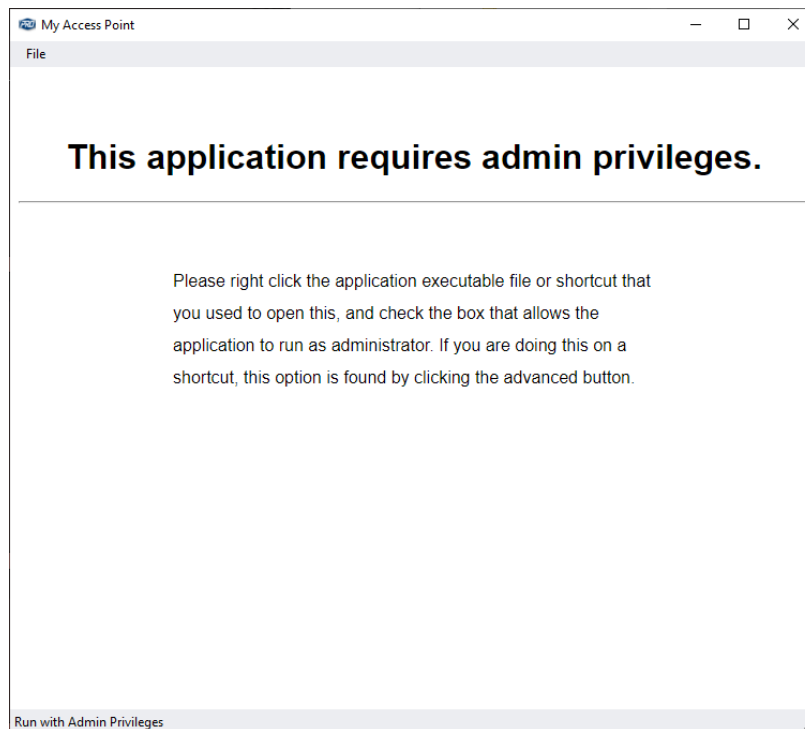 PRO My Access Point
File
This application requires admin privileges.
Please right click the application executable file or shortcut that
you used to open this, and check the box that allows the
application to run as administrator. If you are doing this on a
shortcut, this option is found by clicking the advanced button.
Run with Admin Privileges